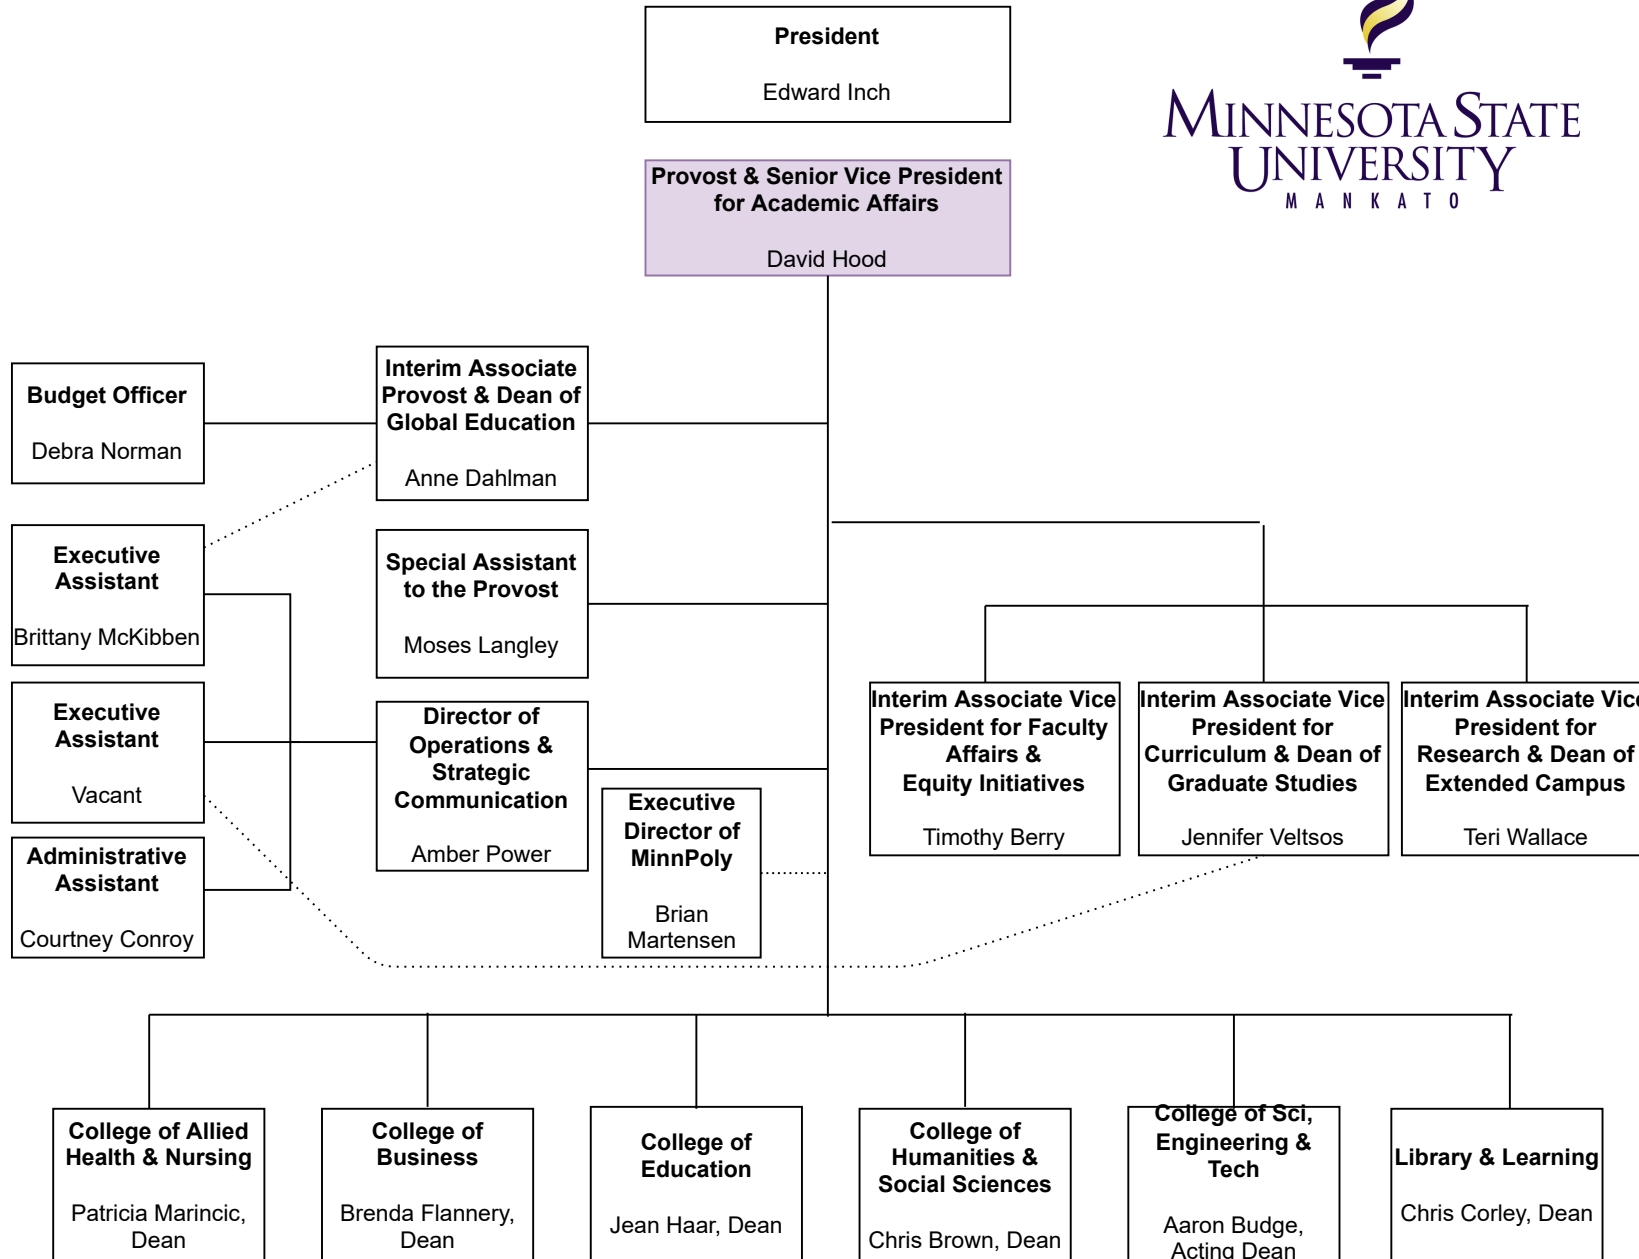 President
Edward Inch
MINNESOTA STATE
UNIVERSITY
MANKATO
Provost & Senior Vice President
for Academic Affairs
David Hood
Budget Officer
Debra Norman
Interim Associate
Provost & Dean of
Global Education
Anne Dahlman
Executive
Assistant
Brittany McKibben
Special Assistant
to the Provost
Moses Langley
Executive
Assistant
Vacant
Director of
Operations &
Strategic
Communication
Amber Power
Administrative
Assistant
Courtney Conroy
Executive
Director of
MinnPoly
Brian
Martensen
Interim Associate Vice
President for Faculty
Affairs &
Equity Initiatives
Timothy Berry
Interim Associate Vice
President for
Curriculum & Dean of
Graduate Studies
Jennifer Veltsos
Interim Associate Vice
President for
Research & Dean of
Extended Campus
Teri Wallace
College of Allied
Health & Nursing
Patricia Marincic,
Dean
College of
Business
Brenda Flannery,
Dean
College of
Education
Jean Haar, Dean
College of
Humanities &
Social Sciences
Chris Brown, Dean
College of Sci,
Engineering &
Tech
Aaron Budge,
Acting Dean
Library & Learning
Chris Corley, Dean